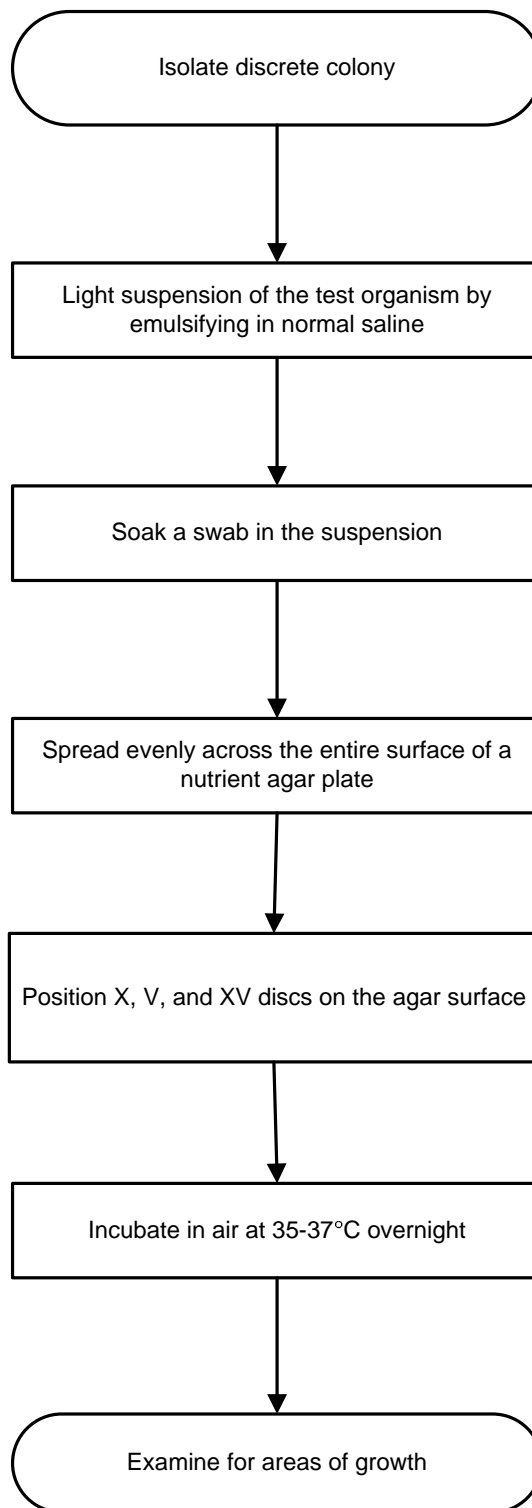 Isolate discrete colony
Light suspension of the test organism by
emulsifying in normal saline
Soak a swab in the suspension
Spread evenly across the entire surface of a
nutrient agar plate
Position X, V, and XV discs on the agar surface
Incubate in air at 35-37°C overnight
Examine for areas of growth